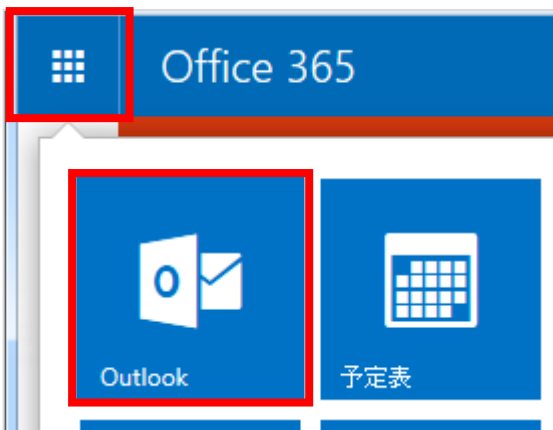 Office 365
Outlook
予定表